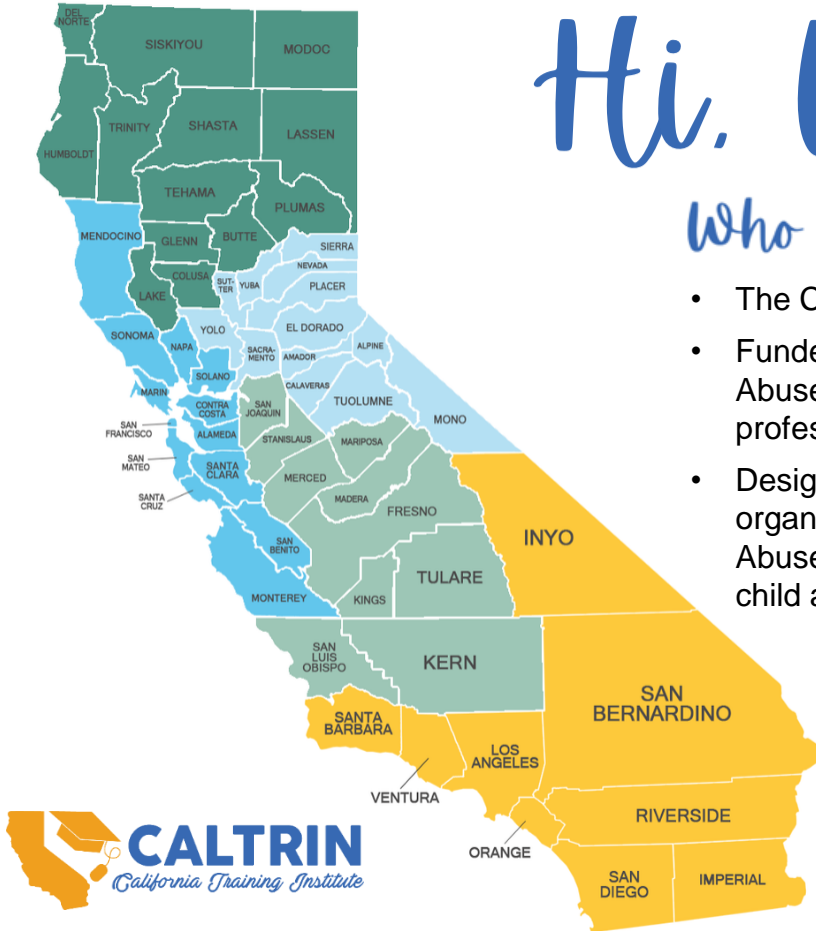 Hi.
Who
• The C
• Funde
Abuse
profes
• Desig
organ
Abuse
child a
DEL
NORTE
SISKIYOU
MODOC
HUMBOLDT
TRINITY
SHASTA
LASSEN
TEHAMA
PLUMAS
MENDOCINO
GLENN
BUTTE
SIERRA
LAKE
COLUSA
SUT-
TER
YUBA
NEVADA
PLACER
SONOMA
NAPA
YOLO
EL DORADO
SACRA-
MENTO
AMADOR
ALPINE
SOLANO
MARIN
CONTRA
COSTA
SAN
JOAQUIN
CALAVERAS
TUOLUMNE
MONO
SAN
FRANCISCO
ALAMEDA
STANISLAUS
MARIPOSA
SAN
MATEO
SANTA
CLARA
MERCED
SANTA
CRUZ
MADERA
FRESNO
SAN
BENITO
INYO
MONTEREY
KINGS
TULARE
SAN
LUIS
OBISPO
KERN
SANTA
BARBARA
VENTURA
LOS
ANGELES
SAN
BERNARDINO
ORANGE
RIVERSIDE
SAN
DIEGO
IMPERIAL
CALTRIN
California Training Institute